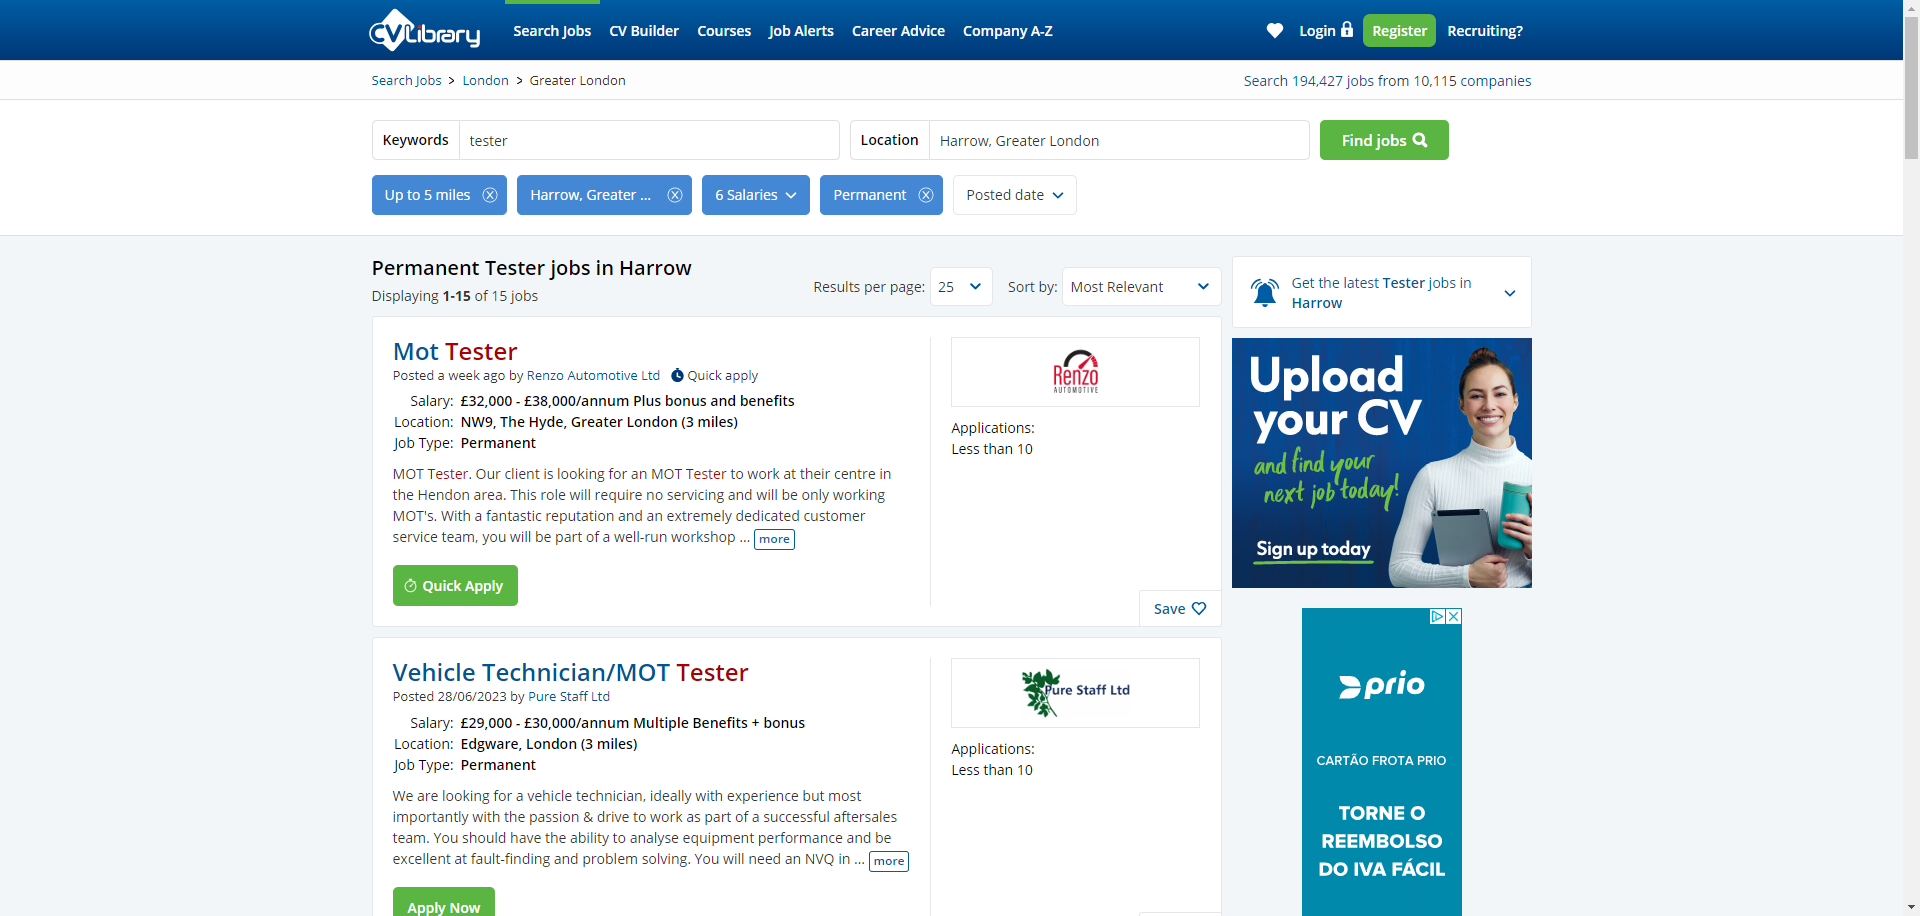 CV Library
Search Jobs CV Builder Courses Job Alerts Career Advice Company A-Z Login Register Recruiting?
Search Jobs > London > Greater London
Search 194,427 jobs from 10,115 companies
Keywords tester Location Harrow, Greater London Find jobs
Up to 5 miles Harrow, Greater ... 6 Salaries Permanent Posted date
Permanent Tester jobs in Harrow
Displaying 1-15 of 15 jobs
Results per page: 25 Sort by: Most Relevant
Mot Tester
Posted a week ago by Renzo Automotive Ltd Quick apply
Salary: £32,000 - £38,000/annum Plus bonus and benefits
Location: NW9, The Hyde, Greater London (3 miles)
Job Type: Permanent
MOT Tester. Our client is looking for an MOT Tester to work at their centre in
the Hendon area. This role will require no servicing and will be only working
MOT's. With a fantastic reputation and an extremely dedicated customer
service team, you will be part of a well-run workshop ... more
Quick Apply
Renzo
AUTOMOTIVE
Applications:
Less than 10
Save
Vehicle Technician/MOT Tester
Posted 28/06/2023 by Pure Staff Ltd
Salary: £29,000 - £30,000/annum Multiple Benefits + bonus
Location: Edgware, London (3 miles)
Job Type: Permanent
We are looking for a vehicle technician, ideally with experience but most
importantly with the passion & drive to work as part of a successful aftersales
team. You should have the ability to analyse equipment performance and be
excellent at fault-finding and problem solving. You will need an NVQ in ... more
Apply Now
Pure Staff Ltd
Applications:
Less than 10
Get the latest Tester jobs in
Harrow
Upload
your CV
and find your
next job today!
Sign up today
prio
CARTÃO FROTA PRIO
TORNE O
REEMBOLSO
DO IVA FÁCIL